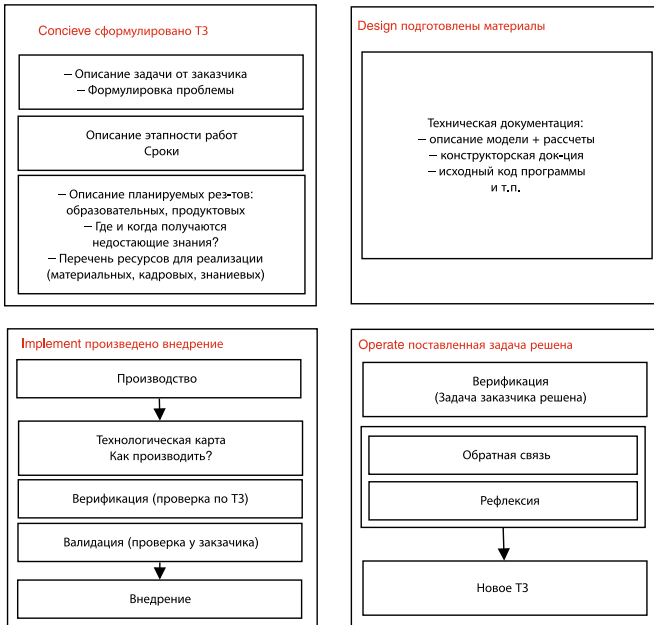 Concieve сформулировано ТЗ
— Описание задачи от заказчика
— Формулировка проблемы
Описание этапности работ
Сроки
— Описание планируемых рез-тов:
образовательных, продуктовых
— Где и когда получаются
недостающие знания?
— Перечень ресурсов для реализации
(материальных, кадровых, знаниевых)
Design подготовлены материалы
Техническая документация:
— описание модели + рассчеты
— конструкторская док-ция
— исходный код программы
и т.п.
Implement произведено внедрение
Производство
Технологическая карта
Как производить?
Верификация (проверка по ТЗ)
Валидация (проверка у закзачика)
Внедрение
Operate поставленная задача решена
Верификация
(Задача заказчика решена)
Обратная связь
Рефлексия
Новое ТЗ